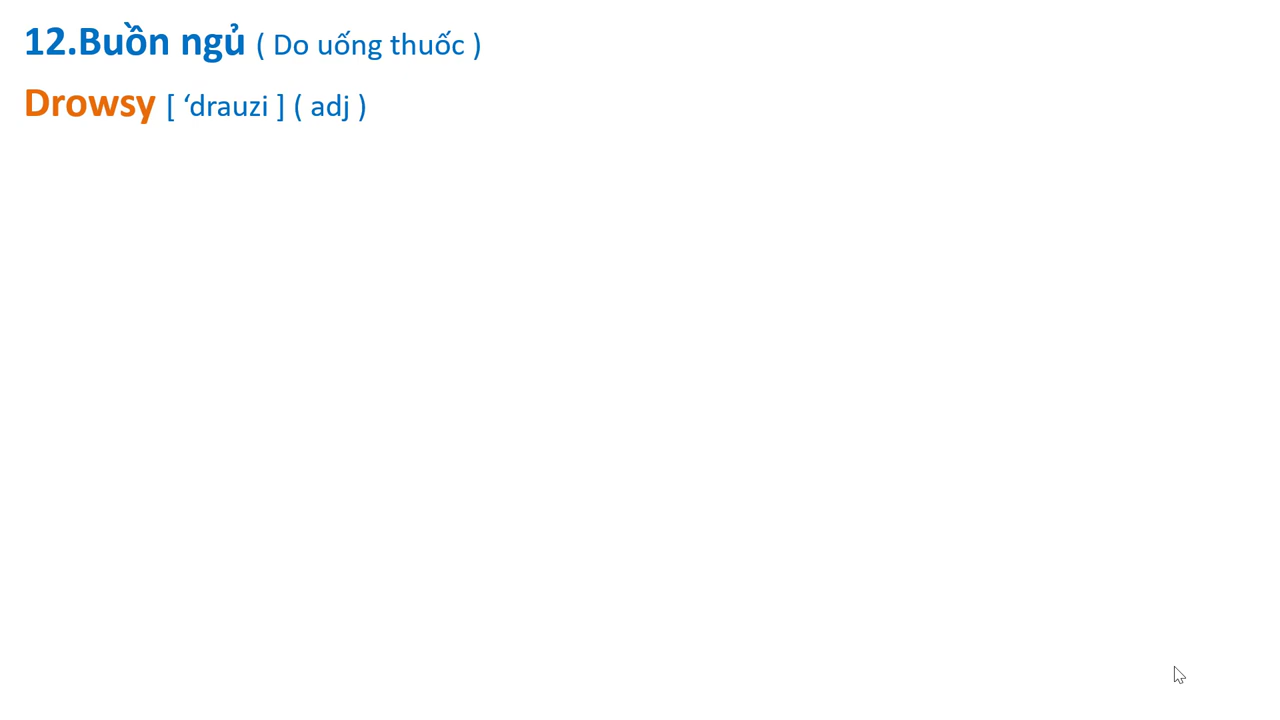 12.Buồn ngủ ( Do uống thuốc )
Drowsy [ ‘drauzi ] ( adj )